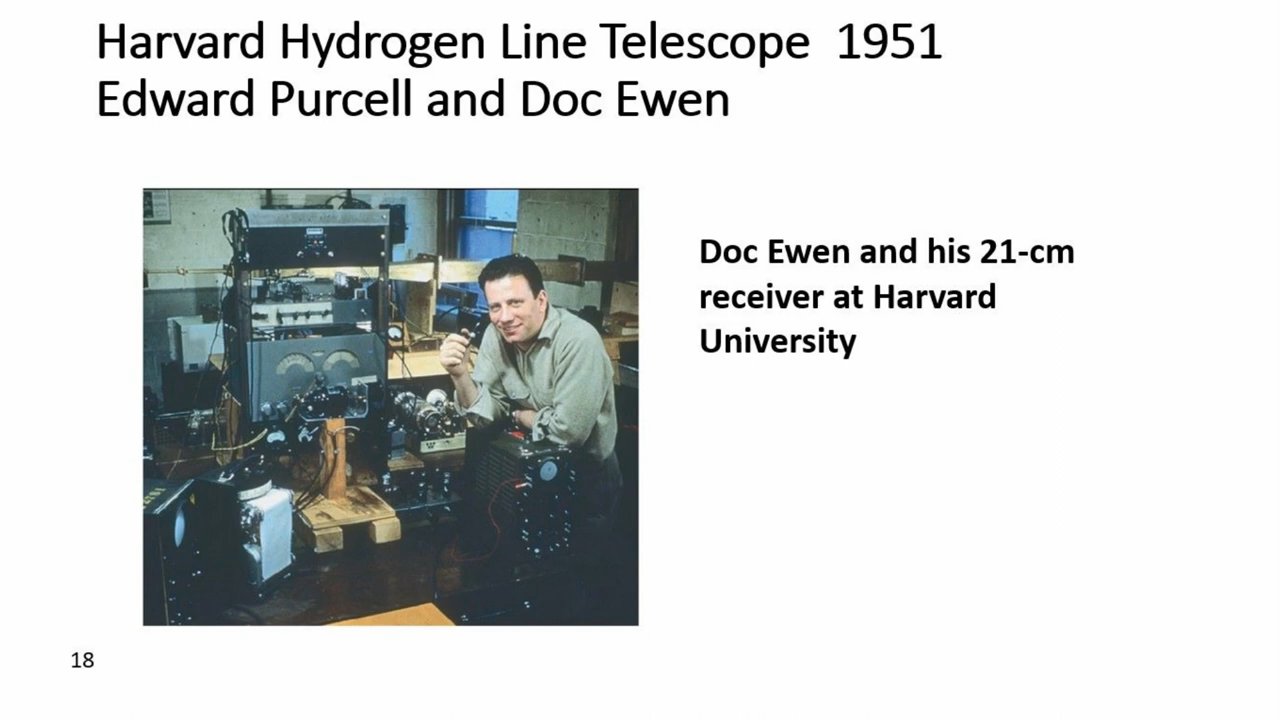 Harvard Hydrogen Line Telescope  1951
Edward Purcell and Doc Ewen
Doc Ewen and his 21-cm
receiver at Harvard
University
18